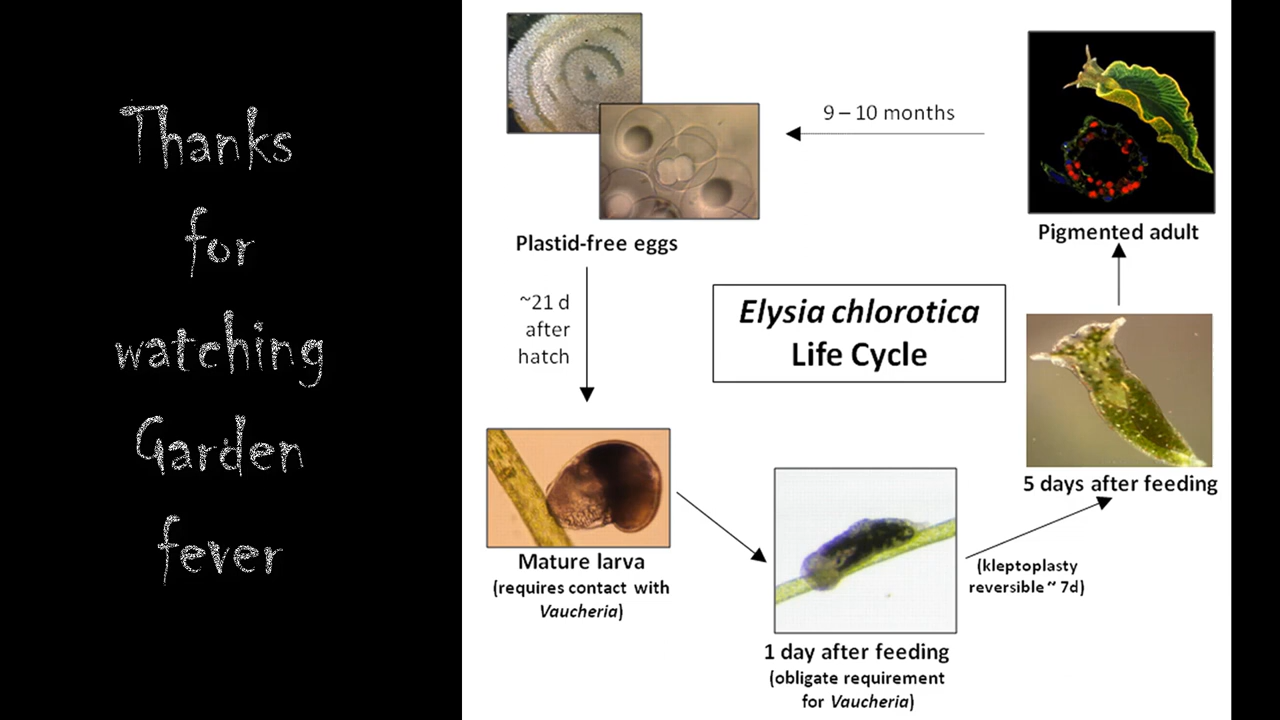 Thanks
for
watching
Garden
fever
9 – 10 months
Plastid-free eggs
Pigmented adult
~21 d
after
hatch
Elysia chlorotica
Life Cycle
5 days after feeding
Mature larva
(requires contact with
Vaucheria)
(kleptoplasty
reversible ~ 7d)
1 day after feeding
(obligate requirement
for Vaucheria)